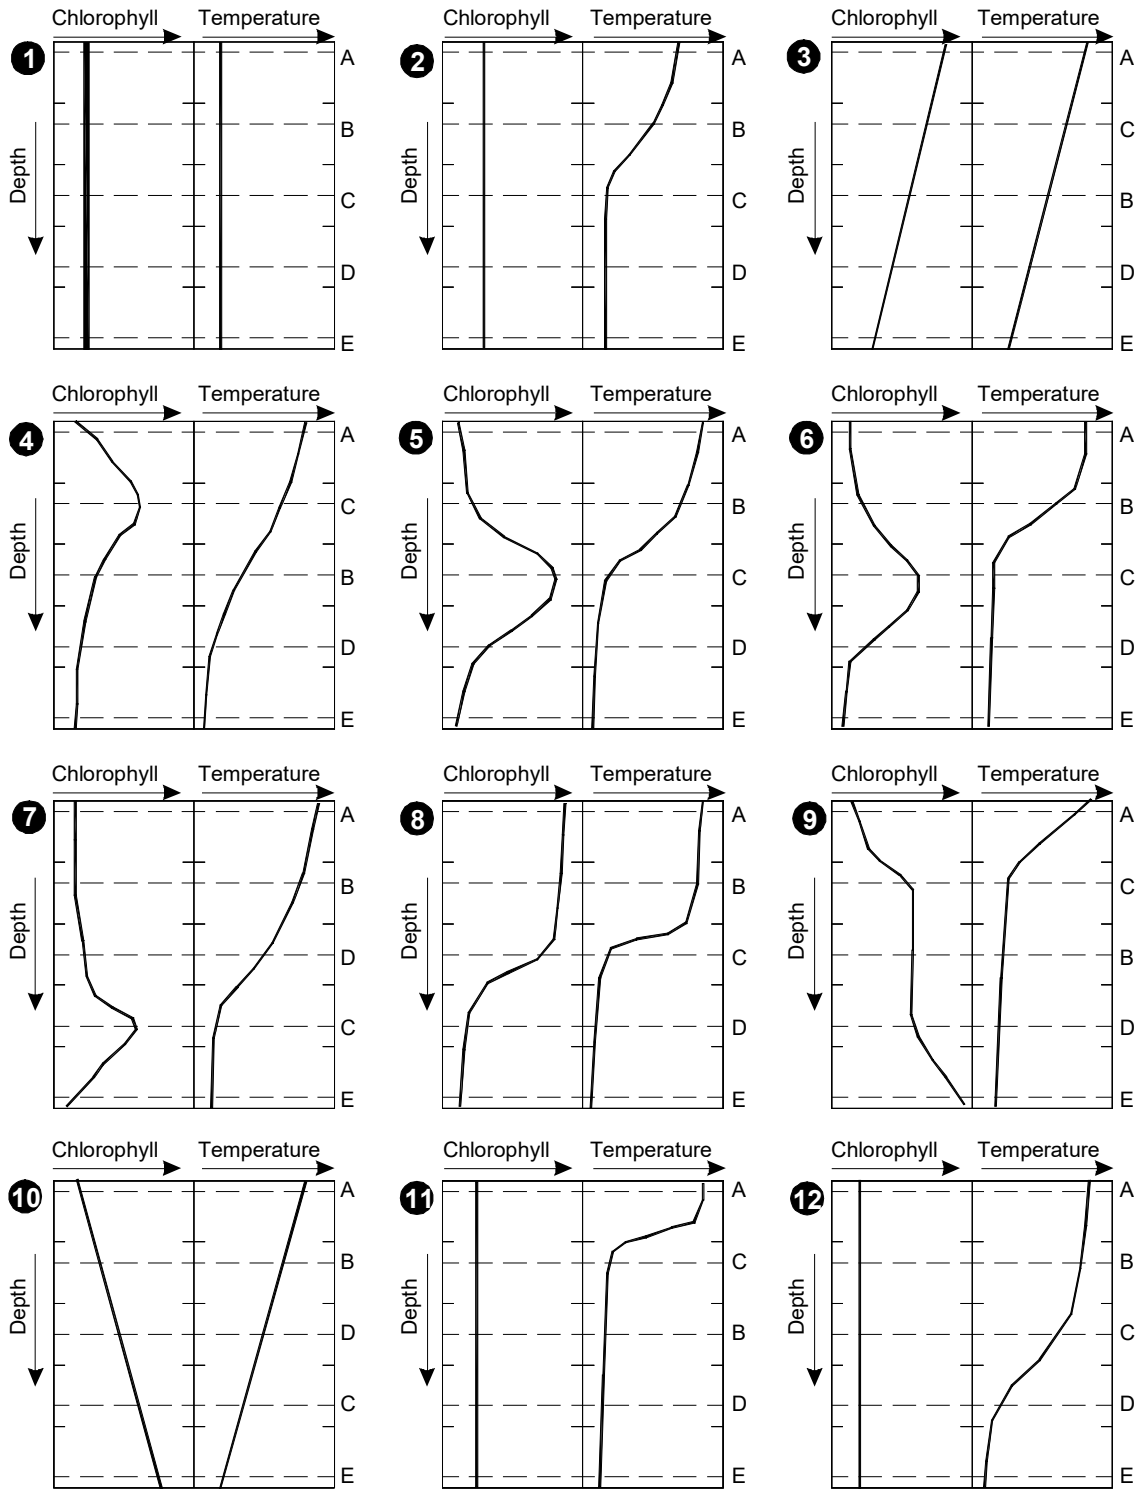 Chlorophyll Temperature Chlorophyll Temperature Chlorophyll Temperature
1 A 2 A 3 A
B B C
Depth Depth Depth
C C B
D D D
E E E
Chlorophyll Temperature Chlorophyll Temperature Chlorophyll Temperature
4 A 5 A 6 A
C B B
Depth Depth Depth
B C C
D D D
E E E
Chlorophyll Temperature Chlorophyll Temperature Chlorophyll Temperature
7 A 8 A 9 A
B B C
Depth Depth Depth
D C B
C D D
E E E
Chlorophyll Temperature Chlorophyll Temperature Chlorophyll Temperature
10 A 11 A 12 A
B C B
Depth Depth Depth
D B C
C D D
E E E